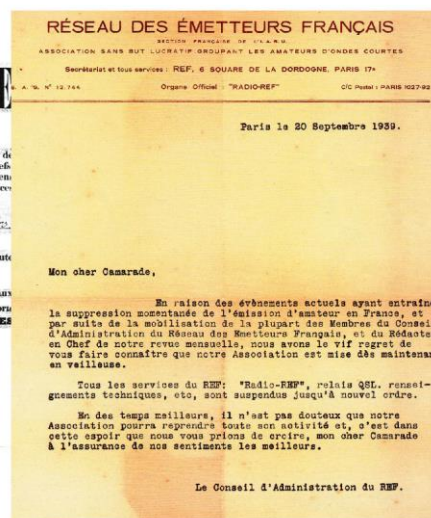 RÉSEAU DES ÉMETTEURS FRANÇAIS
SECTION FRANÇAISE DE L'I.A.R.U.
ASSOCIATION SANS BUT LUCRATIF GROUPANT LES AMATEURS D'ONDES COURTES
Secrétariat et tous services : REF, 6 SQUARE DE LA DORDOGNE, PARIS 17e
Organe Officiel : "RADIO-REF" C/C Postal : PARIS 1027-92
Paris le 20 Septembre 1939.
Mon cher Camarade,
En raison des évènements actuels ayant entraîn
la suppression momentanée de l'émission d'amateur en France, et
par suite de la mobilisation de la plupart des Membres du Consei
d'Administration du Réseau des Emetteurs Français, et du Rédacte
en Chef de notre revue mensuelle, nous avons le vif regret de
vous faire connaître que notre Association est mise dès maintenan
en veilleuse.
Tous les services du REF: "Radio-REF", relais QSL. rensei-
gnements techniques, etc, sont suspendus jusqu'à nouvel ordre.
En des temps meilleurs, il n'est pas douteux que notre
Association pourra reprendre toute son activité et, c'est dans
cette espoir que nous vous prions de croire, mon cher Camarade
à l'assurance de nos sentiments les meilleurs.
Le Conseil d'Administration du REF.